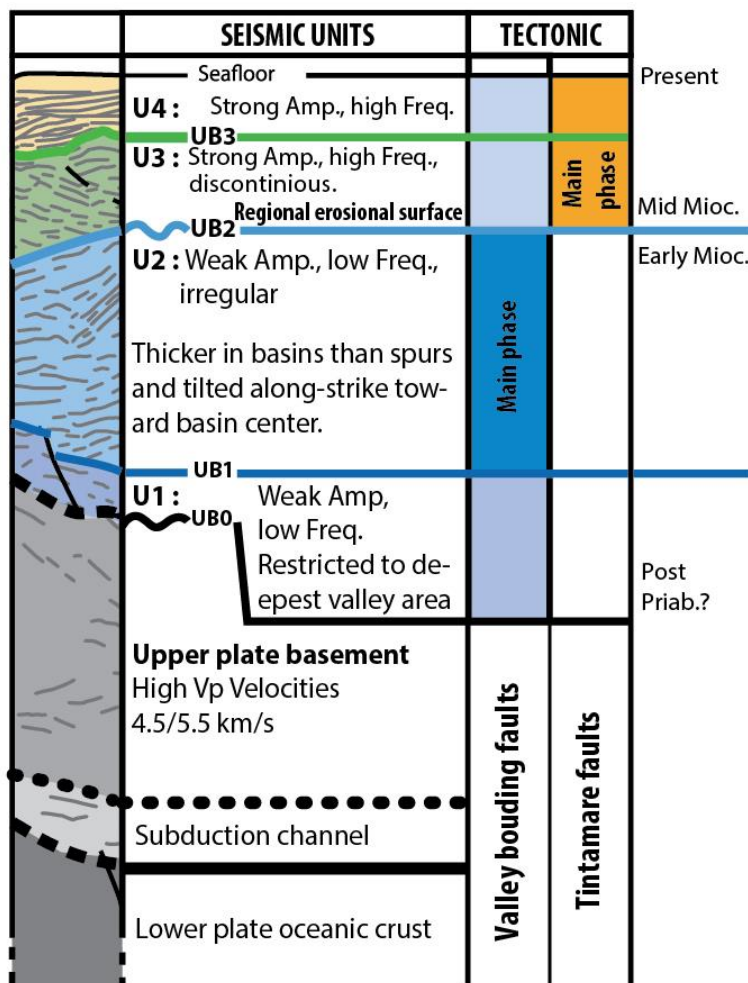 SEISMIC UNITS
TECTONIC
Seafloor
Present
U4 : Strong Amp., high Freq.
UB3
U3 : Strong Amp., high Freq.,
discontinious.
Main
phase
Regional erosional surface
Mid Mioc.
UB2
U2 : Weak Amp., low Freq.,
irregular
Early Mioc.
Thicker in basins than spurs
and tilted along-strike tow-
ard basin center.
Main phase
UB1
U1 : Weak Amp,
low Freq.
UB0
Restricted to de-
epest valley area
Post
Priab.?
Upper plate basement
High Vp Velocities
4.5/5.5 km/s
Subduction channel
Lower plate oceanic crust
Valley bouding faults
Tintamare faults